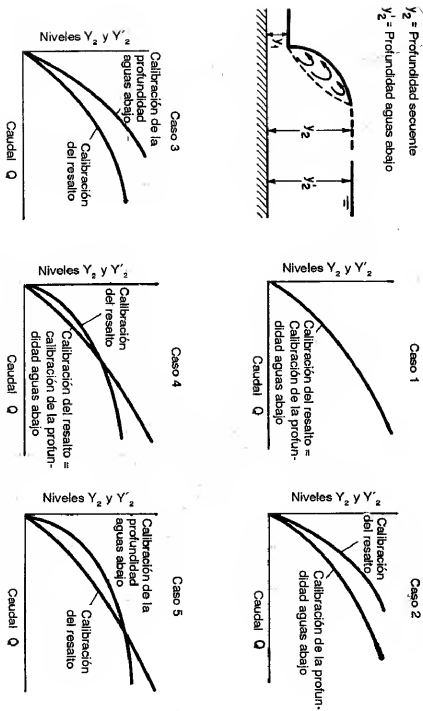 y₂ = Profundidad secuente
y'₂ = Profundidad aguas abajo
y₁
y₂
y'₂
Caso 1
Niveles Y₂ y Y'₂
Calibración del resalto =
Calibración de la profun-
didad aguas abajo
Caudal Q
Caso 2
Niveles Y₂ y Y'₂
Calibración
del resalto
Calibración de la profun-
didad aguas abajo
Caudal Q
Caso 3
Niveles Y₂ y Y'₂
Calibración de la
profundidad
aguas abajo
Calibración
del resalto
Caudal Q
Caso 4
Niveles Y₂ y Y'₂
Calibración
del resalto
Calibración del resalto =
calibración de la profun-
didad aguas abajo
Caudal Q
Caso 5
Niveles Y₂ y Y'₂
Calibración de la
profundidad
aguas abajo
Calibración
del resalto
Caudal Q